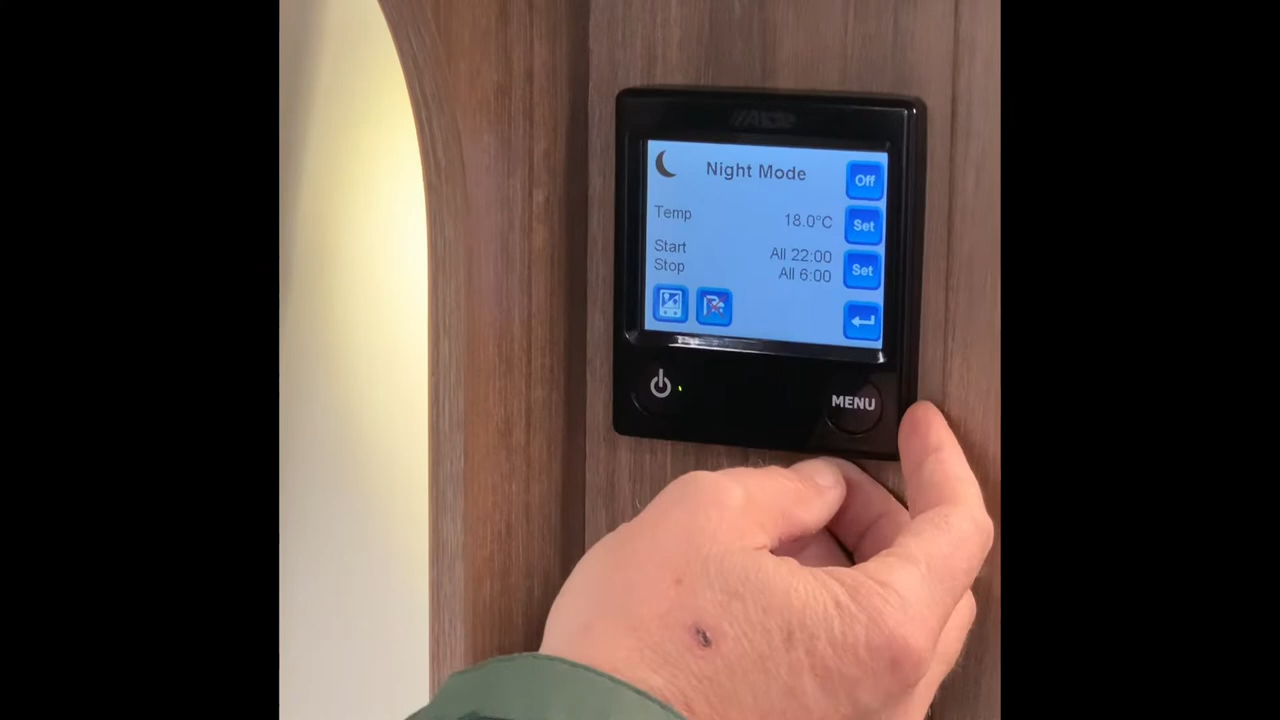 Night Mode
Off
Temp 18.0°C
Set
Start All 22:00
Stop All 6:00
Set
MENU